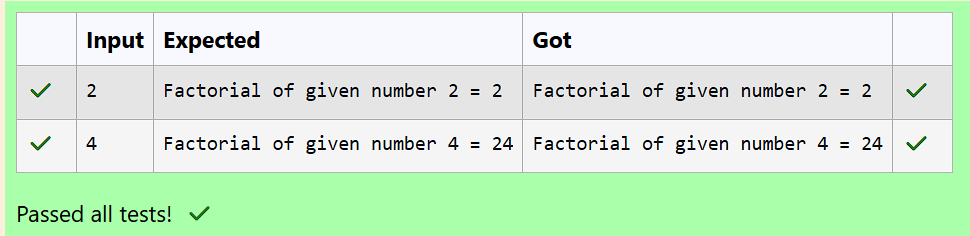 Input Expected Got
2 Factorial of given number 2 = 2 Factorial of given number 2 = 2
4 Factorial of given number 4 = 24 Factorial of given number 4 = 24
Passed all tests!